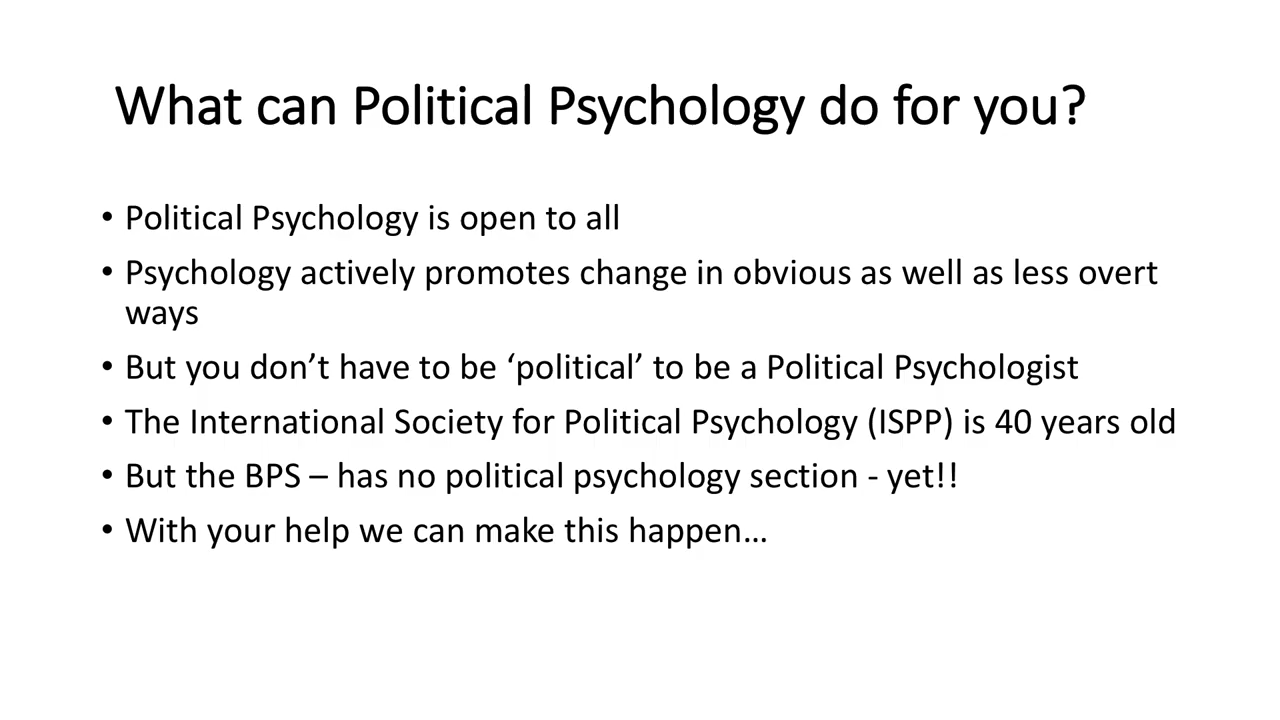 What can Political Psychology do for you?
• Political Psychology is open to all
• Psychology actively promotes change in obvious as well as less overt
ways
• But you don’t have to be ‘political’ to be a Political Psychologist
• The International Society for Political Psychology (ISPP) is 40 years old
• But the BPS – has no political psychology section - yet!!
• With your help we can make this happen…